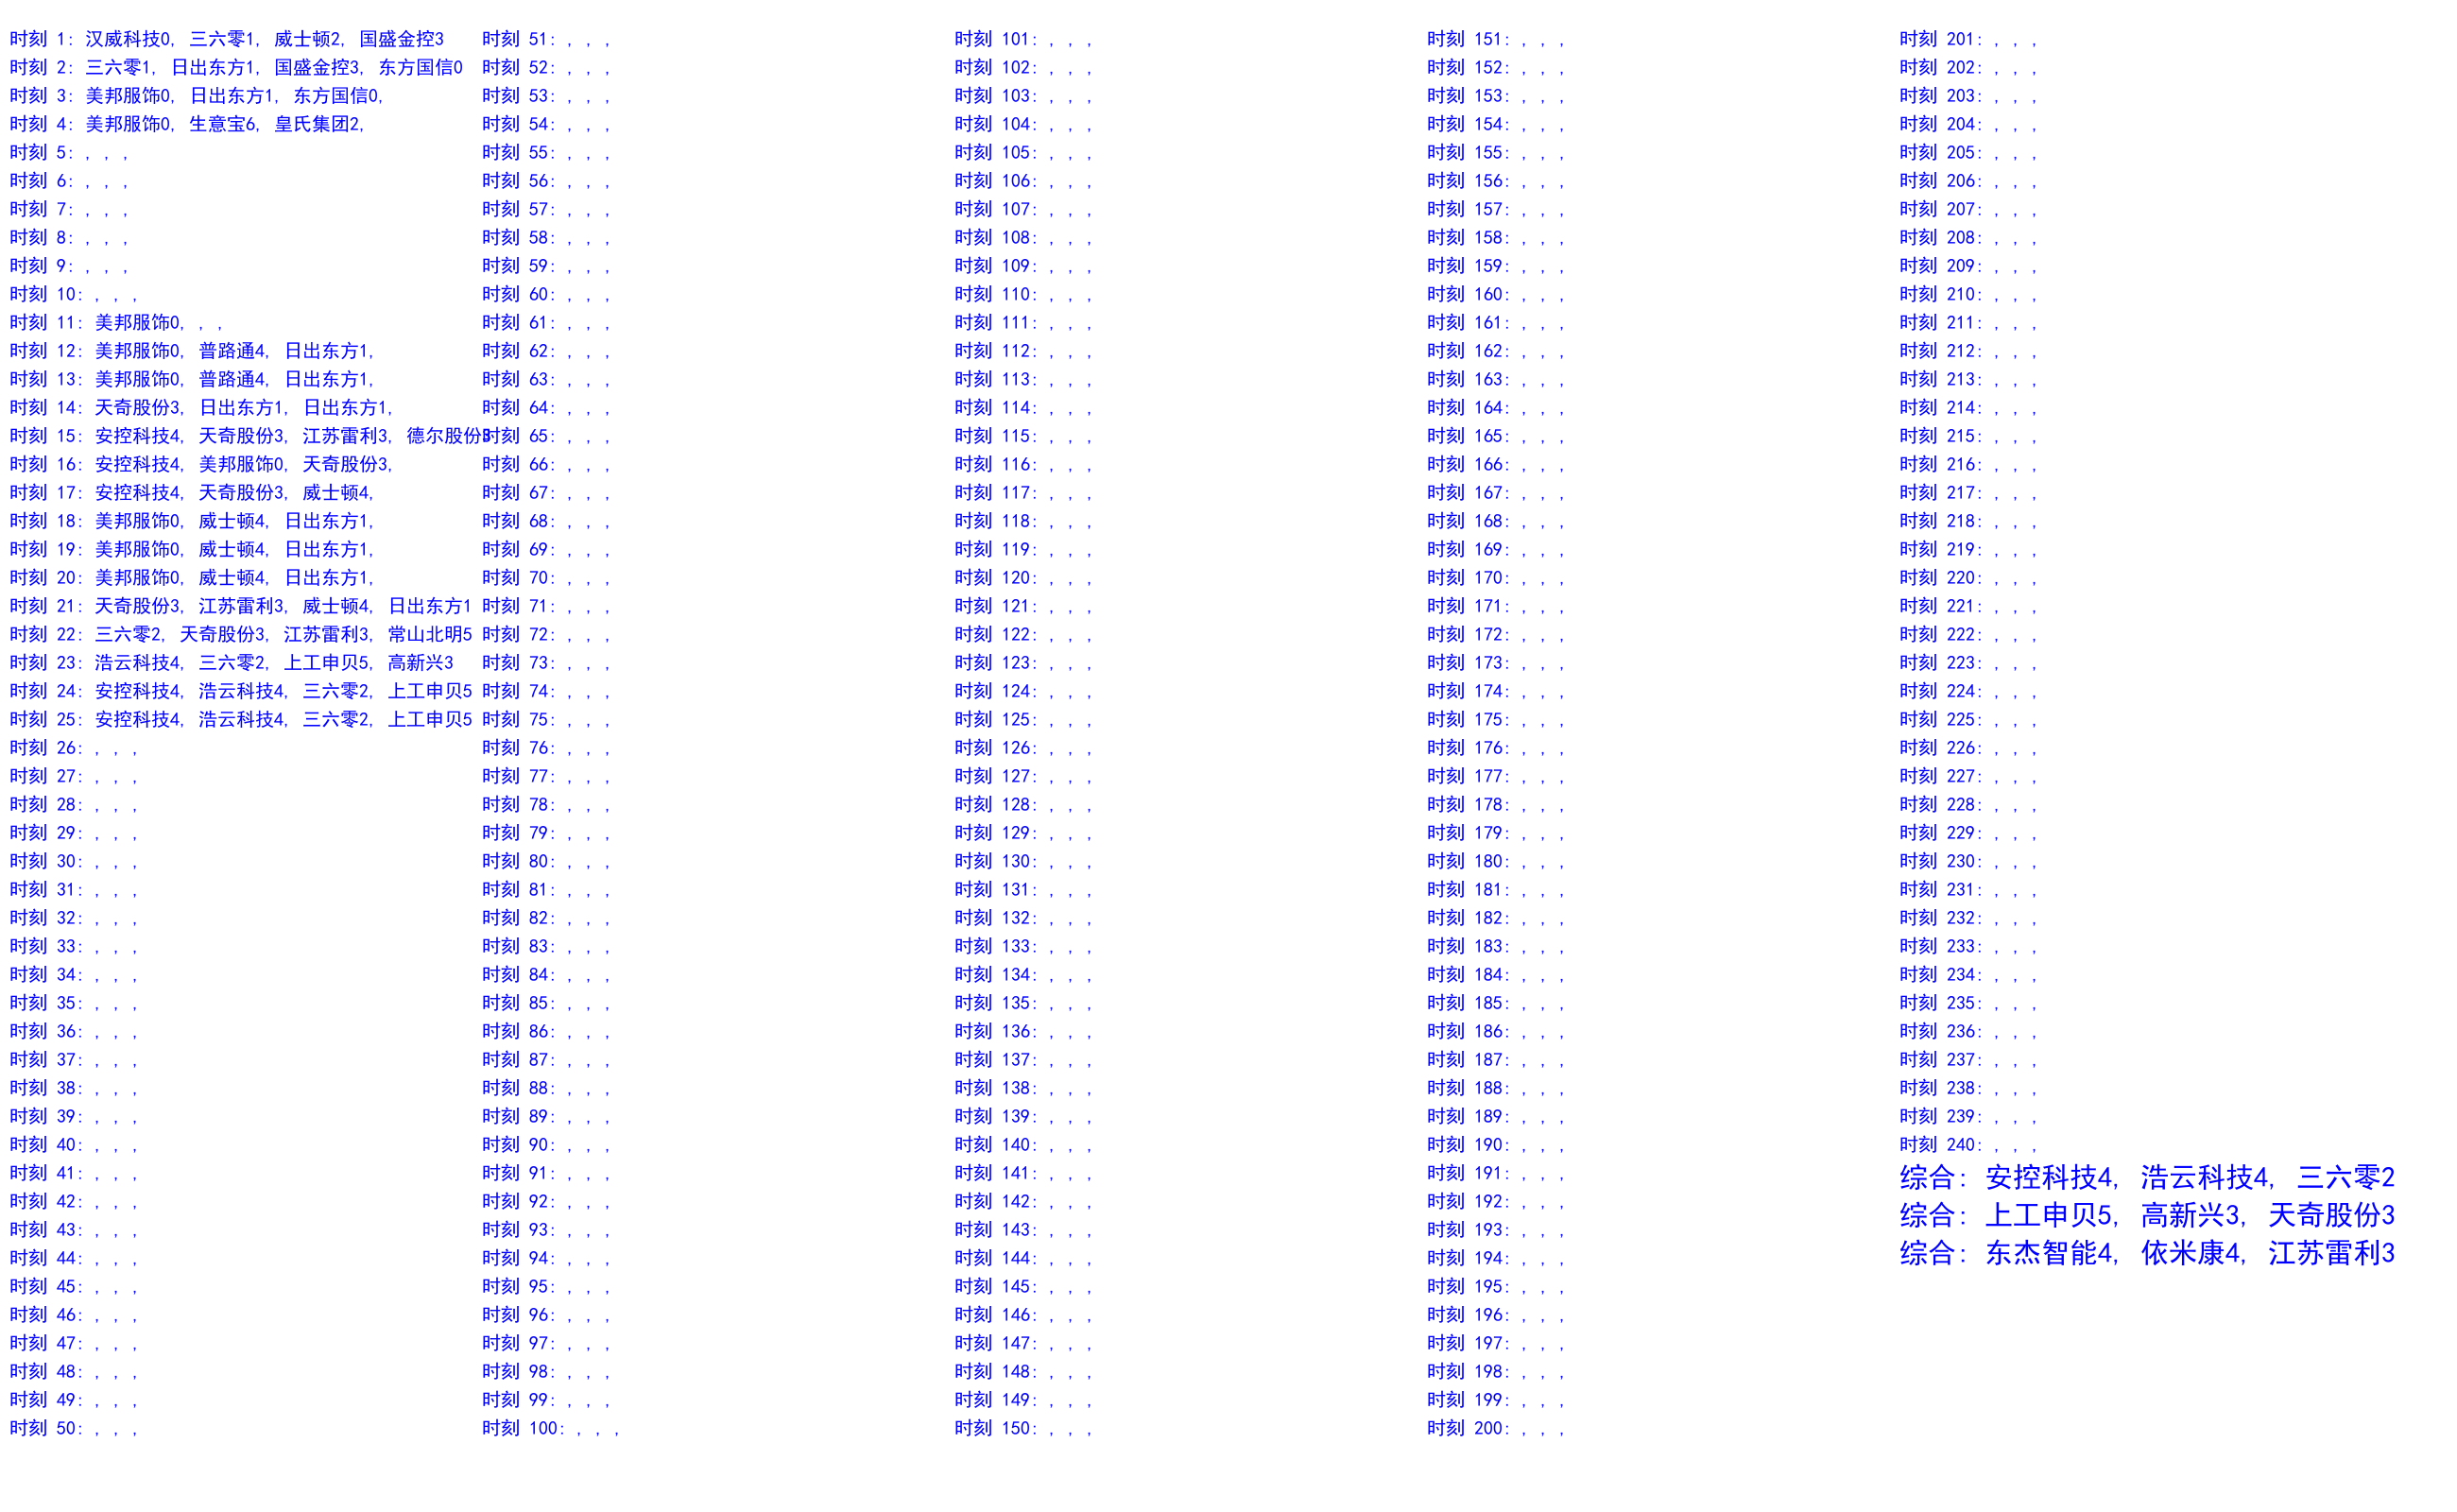 时刻 1: 汉威科技0, 三六零1, 威士顿2, 国盛金控3
时刻 2: 三六零1, 日出东方1, 国盛金控3, 东方国信0
时刻 3: 美邦服饰0, 日出东方1, 东方国信0,
时刻 4: 美邦服饰0, 生意宝6, 皇氏集团2,
时刻 5: , , ,
时刻 6: , , ,
时刻 7: , , ,
时刻 8: , , ,
时刻 9: , , ,
时刻 10: , , ,
时刻 11: 美邦服饰0, , ,
时刻 12: 美邦服饰0, 普路通4, 日出东方1,
时刻 13: 美邦服饰0, 普路通4, 日出东方1,
时刻 14: 天奇股份3, 日出东方1, 日出东方1,
时刻 15: 安控科技4, 天奇股份3, 江苏雷利3, 德尔股份3
时刻 16: 安控科技4, 美邦服饰0, 天奇股份3,
时刻 17: 安控科技4, 天奇股份3, 威士顿4,
时刻 18: 美邦服饰0, 威士顿4, 日出东方1,
时刻 19: 美邦服饰0, 威士顿4, 日出东方1,
时刻 20: 美邦服饰0, 威士顿4, 日出东方1,
时刻 21: 天奇股份3, 江苏雷利3, 威士顿4, 日出东方1
时刻 22: 三六零2, 天奇股份3, 江苏雷利3, 常山北明5
时刻 23: 浩云科技4, 三六零2, 上工申贝5, 高新兴3
时刻 24: 安控科技4, 浩云科技4, 三六零2, 上工申贝5
时刻 25: 安控科技4, 浩云科技4, 三六零2, 上工申贝5
时刻 26: , , ,
时刻 27: , , ,
时刻 28: , , ,
时刻 29: , , ,
时刻 30: , , ,
时刻 31: , , ,
时刻 32: , , ,
时刻 33: , , ,
时刻 34: , , ,
时刻 35: , , ,
时刻 36: , , ,
时刻 37: , , ,
时刻 38: , , ,
时刻 39: , , ,
时刻 40: , , ,
时刻 41: , , ,
时刻 42: , , ,
时刻 43: , , ,
时刻 44: , , ,
时刻 45: , , ,
时刻 46: , , ,
时刻 47: , , ,
时刻 48: , , ,
时刻 49: , , ,
时刻 50: , , ,
时刻 51: , , ,
时刻 52: , , ,
时刻 53: , , ,
时刻 54: , , ,
时刻 55: , , ,
时刻 56: , , ,
时刻 57: , , ,
时刻 58: , , ,
时刻 59: , , ,
时刻 60: , , ,
时刻 61: , , ,
时刻 62: , , ,
时刻 63: , , ,
时刻 64: , , ,
时刻 65: , , ,
时刻 66: , , ,
时刻 67: , , ,
时刻 68: , , ,
时刻 69: , , ,
时刻 70: , , ,
时刻 71: , , ,
时刻 72: , , ,
时刻 73: , , ,
时刻 74: , , ,
时刻 75: , , ,
时刻 76: , , ,
时刻 77: , , ,
时刻 78: , , ,
时刻 79: , , ,
时刻 80: , , ,
时刻 81: , , ,
时刻 82: , , ,
时刻 83: , , ,
时刻 84: , , ,
时刻 85: , , ,
时刻 86: , , ,
时刻 87: , , ,
时刻 88: , , ,
时刻 89: , , ,
时刻 90: , , ,
时刻 91: , , ,
时刻 92: , , ,
时刻 93: , , ,
时刻 94: , , ,
时刻 95: , , ,
时刻 96: , , ,
时刻 97: , , ,
时刻 98: , , ,
时刻 99: , , ,
时刻 100: , , ,
时刻 101: , , ,
时刻 102: , , ,
时刻 103: , , ,
时刻 104: , , ,
时刻 105: , , ,
时刻 106: , , ,
时刻 107: , , ,
时刻 108: , , ,
时刻 109: , , ,
时刻 110: , , ,
时刻 111: , , ,
时刻 112: , , ,
时刻 113: , , ,
时刻 114: , , ,
时刻 115: , , ,
时刻 116: , , ,
时刻 117: , , ,
时刻 118: , , ,
时刻 119: , , ,
时刻 120: , , ,
时刻 121: , , ,
时刻 122: , , ,
时刻 123: , , ,
时刻 124: , , ,
时刻 125: , , ,
时刻 126: , , ,
时刻 127: , , ,
时刻 128: , , ,
时刻 129: , , ,
时刻 130: , , ,
时刻 131: , , ,
时刻 132: , , ,
时刻 133: , , ,
时刻 134: , , ,
时刻 135: , , ,
时刻 136: , , ,
时刻 137: , , ,
时刻 138: , , ,
时刻 139: , , ,
时刻 140: , , ,
时刻 141: , , ,
时刻 142: , , ,
时刻 143: , , ,
时刻 144: , , ,
时刻 145: , , ,
时刻 146: , , ,
时刻 147: , , ,
时刻 148: , , ,
时刻 149: , , ,
时刻 150: , , ,
时刻 151: , , ,
时刻 152: , , ,
时刻 153: , , ,
时刻 154: , , ,
时刻 155: , , ,
时刻 156: , , ,
时刻 157: , , ,
时刻 158: , , ,
时刻 159: , , ,
时刻 160: , , ,
时刻 161: , , ,
时刻 162: , , ,
时刻 163: , , ,
时刻 164: , , ,
时刻 165: , , ,
时刻 166: , , ,
时刻 167: , , ,
时刻 168: , , ,
时刻 169: , , ,
时刻 170: , , ,
时刻 171: , , ,
时刻 172: , , ,
时刻 173: , , ,
时刻 174: , , ,
时刻 175: , , ,
时刻 176: , , ,
时刻 177: , , ,
时刻 178: , , ,
时刻 179: , , ,
时刻 180: , , ,
时刻 181: , , ,
时刻 182: , , ,
时刻 183: , , ,
时刻 184: , , ,
时刻 185: , , ,
时刻 186: , , ,
时刻 187: , , ,
时刻 188: , , ,
时刻 189: , , ,
时刻 190: , , ,
时刻 191: , , ,
时刻 192: , , ,
时刻 193: , , ,
时刻 194: , , ,
时刻 195: , , ,
时刻 196: , , ,
时刻 197: , , ,
时刻 198: , , ,
时刻 199: , , ,
时刻 200: , , ,
时刻 201: , , ,
时刻 202: , , ,
时刻 203: , , ,
时刻 204: , , ,
时刻 205: , , ,
时刻 206: , , ,
时刻 207: , , ,
时刻 208: , , ,
时刻 209: , , ,
时刻 210: , , ,
时刻 211: , , ,
时刻 212: , , ,
时刻 213: , , ,
时刻 214: , , ,
时刻 215: , , ,
时刻 216: , , ,
时刻 217: , , ,
时刻 218: , , ,
时刻 219: , , ,
时刻 220: , , ,
时刻 221: , , ,
时刻 222: , , ,
时刻 223: , , ,
时刻 224: , , ,
时刻 225: , , ,
时刻 226: , , ,
时刻 227: , , ,
时刻 228: , , ,
时刻 229: , , ,
时刻 230: , , ,
时刻 231: , , ,
时刻 232: , , ,
时刻 233: , , ,
时刻 234: , , ,
时刻 235: , , ,
时刻 236: , , ,
时刻 237: , , ,
时刻 238: , , ,
时刻 239: , , ,
时刻 240: , , ,
综合: 安控科技4, 浩云科技4, 三六零2
综合: 上工申贝5, 高新兴3, 天奇股份3
综合: 东杰智能4, 依米康4, 江苏雷利3